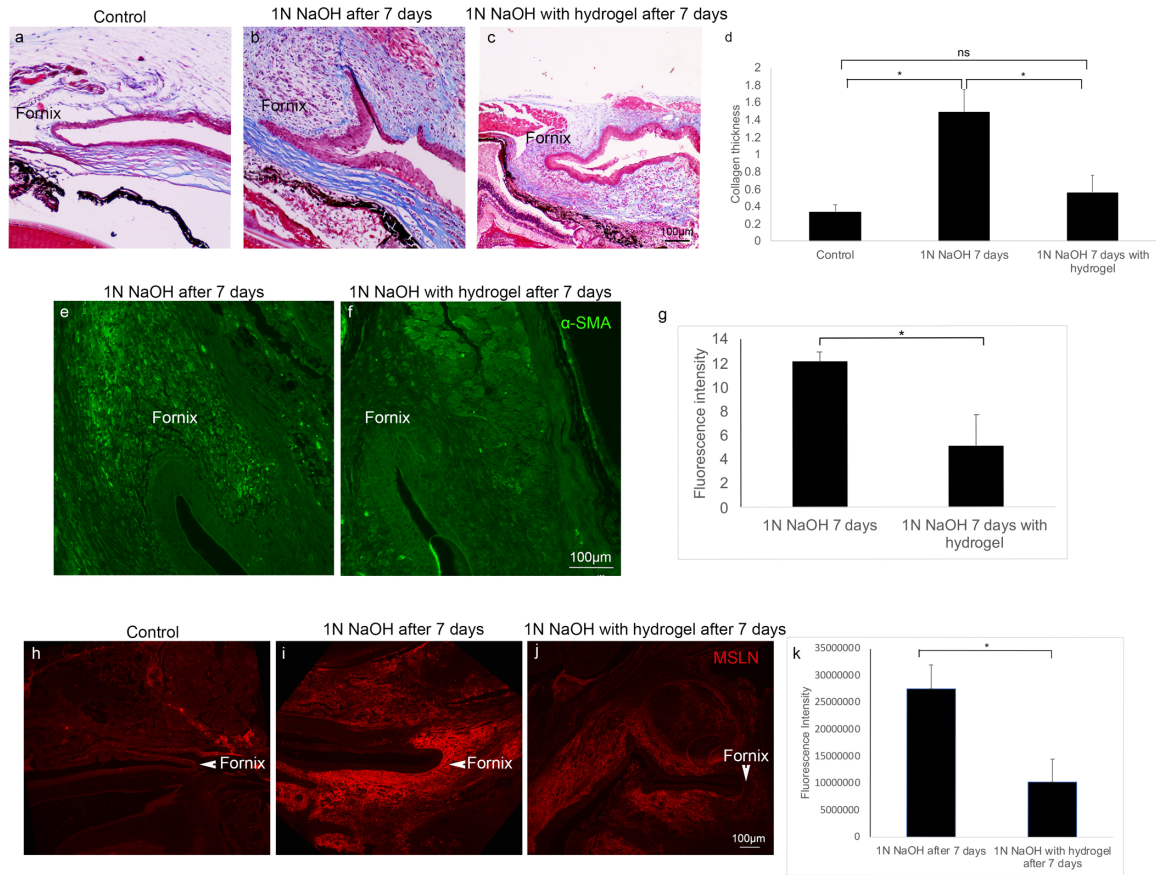 Control
1N NaOH after 7 days
1N NaOH with hydrogel after 7 days
a
Fornix
b
Fornix
c
Fornix
100µm
d
ns
*
*
2
1.8
1.6
1.4
1.2
1
0.8
0.6
0.4
0.2
0
Collagen thickness
Control
1N NaOH 7 days
1N NaOH 7 days with
hydrogel
1N NaOH after 7 days
1N NaOH with hydrogel after 7 days
e
Fornix
f
α-SMA
Fornix
100µm
g
*
14
12
10
8
6
4
2
0
Fluorescence intensity
1N NaOH 7 days
1N NaOH 7 days with
hydrogel
Control
1N NaOH after 7 days
1N NaOH with hydrogel after 7 days
h
Fornix
i
Fornix
j
MSLN
Fornix
100µm
k
*
35000000
30000000
25000000
20000000
15000000
10000000
5000000
0
Fluorescence Intensity
1N NaOH after 7 days
1N NaOH with hydrogel
after 7 days